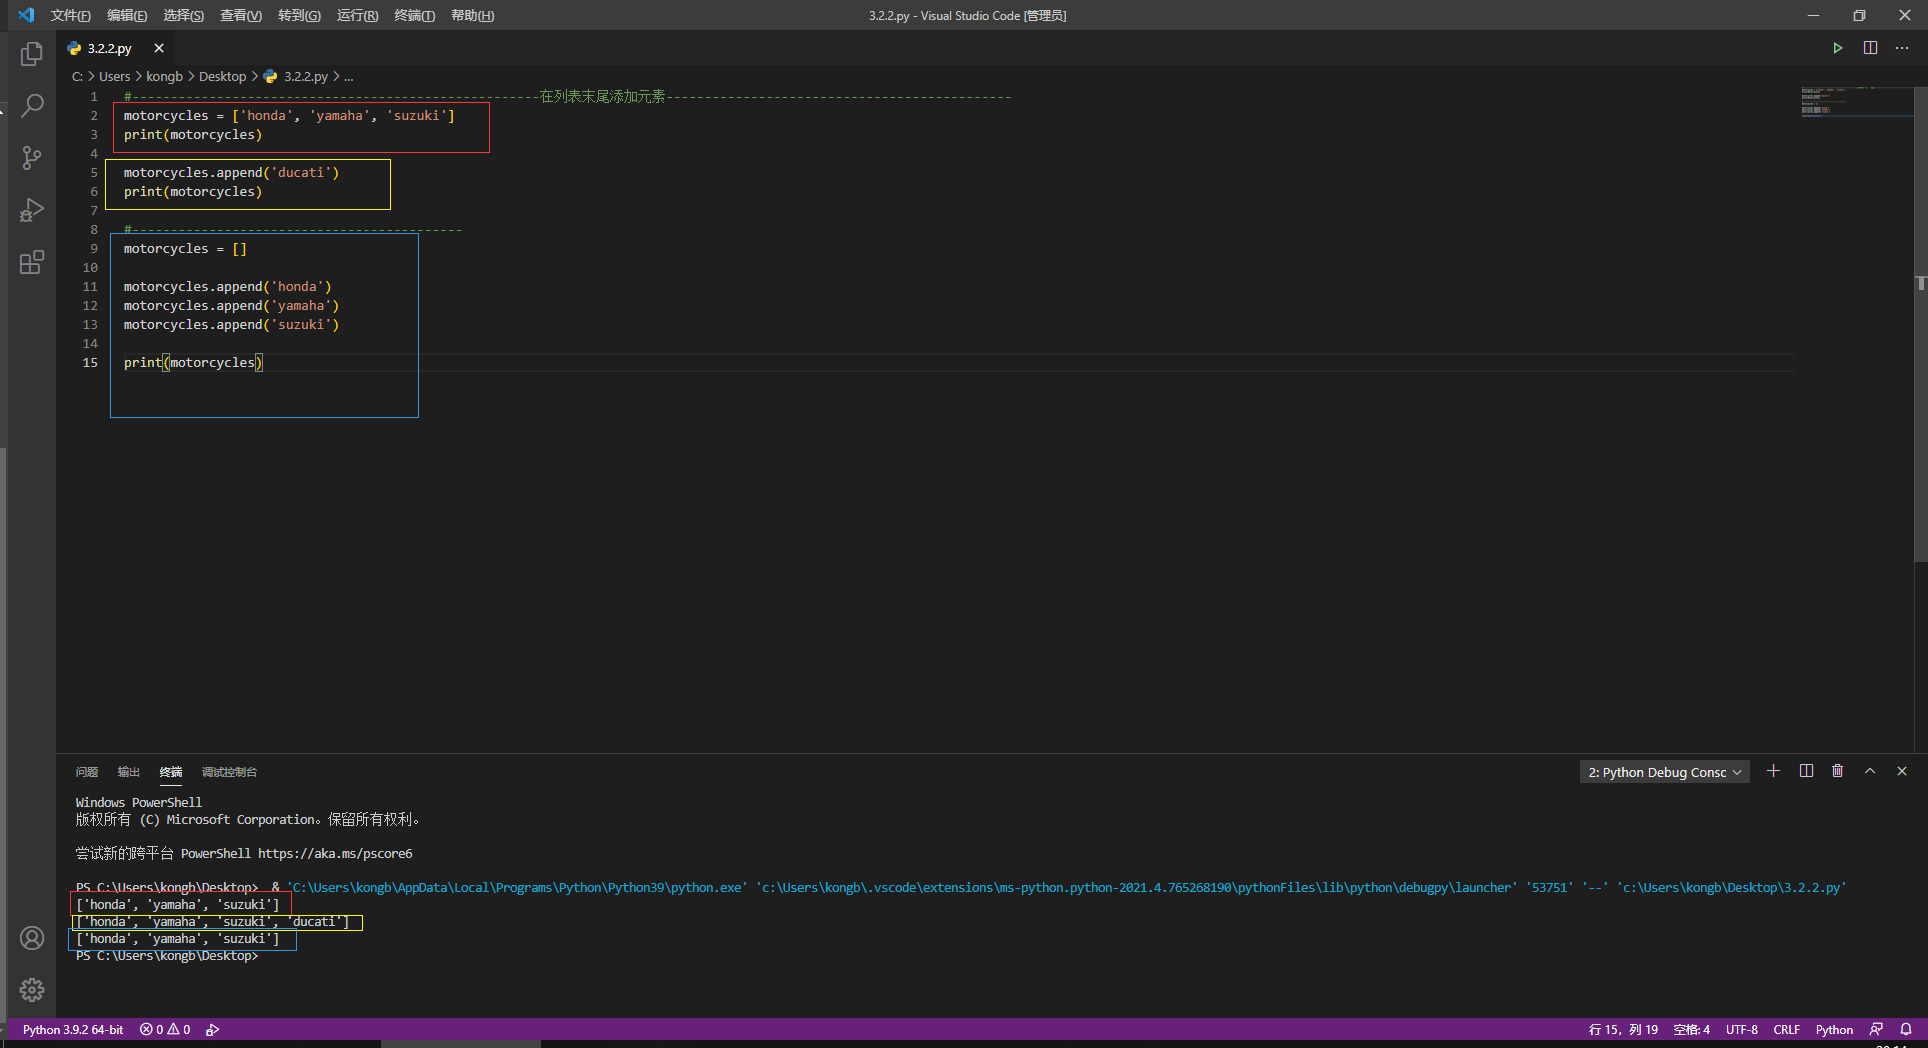 文件(F) 编辑(E) 选择(S) 查看(V) 转到(G) 运行(R) 终端(T) 帮助(H) 3.2.2.py - Visual Studio Code [管理员]
3.2.2.py
C: > Users > kongb > Desktop > 3.2.2.py > ...
1 #-----------------------------------------------------在列表末尾添加元素---------------------------------------------
2 motorcycles = ['honda', 'yamaha', 'suzuki']
3 print(motorcycles)
4
5 motorcycles.append('ducati')
6 print(motorcycles)
7
8 #-------------------------------------------
9 motorcycles = []
10
11 motorcycles.append('honda')
12 motorcycles.append('yamaha')
13 motorcycles.append('suzuki')
14
15 print(motorcycles)
问题 输出 终端 调试控制台 2: Python Debug Consc
Windows PowerShell
版权所有 (C) Microsoft Corporation。保留所有权利。
尝试新的跨平台 PowerShell https://aka.ms/pscore6
PS C:\Users\kongb\Desktop> & 'C:\Users\kongb\AppData\Local\Programs\Python\Python39\python.exe' 'c:\Users\kongb\.vscode\extensions\ms-python.python-2021.4.765268190\pythonFiles\lib\python\debugpy\launcher' '53751' '--' 'c:\Users\kongb\Desktop\3.2.2.py'
['honda', 'yamaha', 'suzuki']
['honda', 'yamaha', 'suzuki', 'ducati']
['honda', 'yamaha', 'suzuki']
PS C:\Users\kongb\Desktop>
Python 3.9.2 64-bit 0 0 行 15，列 19 空格: 4 UTF-8 CRLF Python